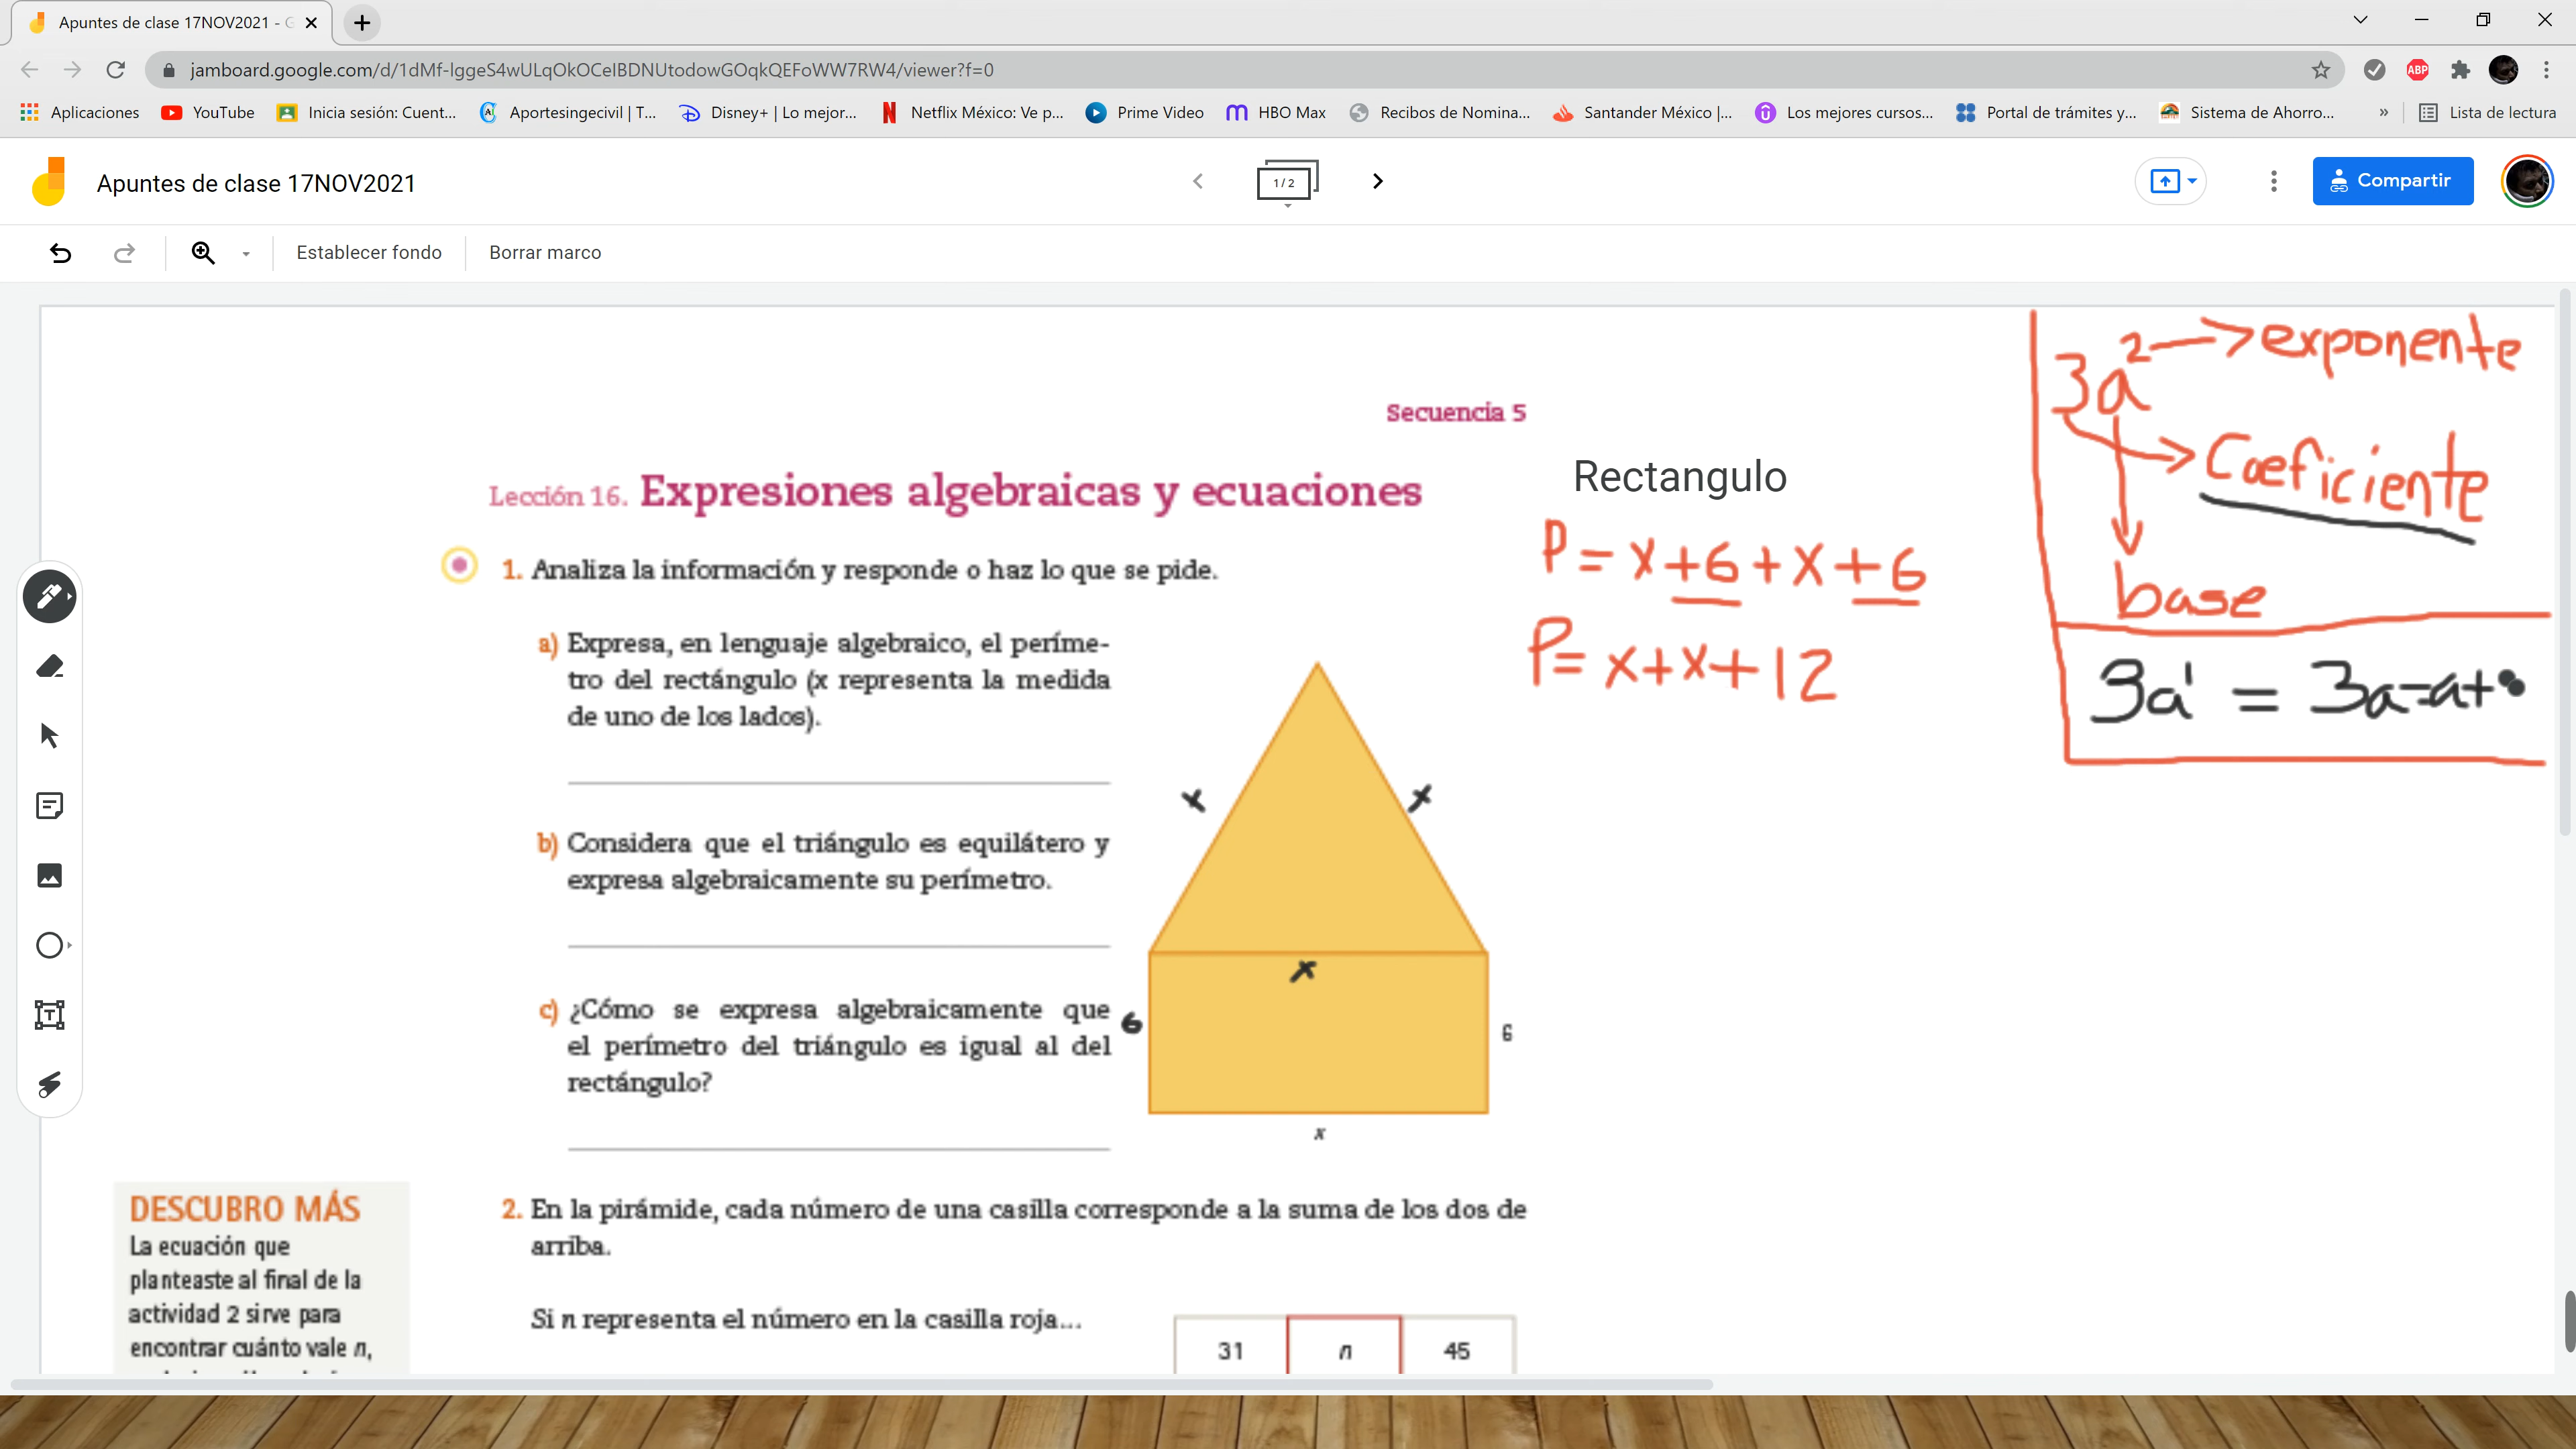 Apuntes de clase 17NOV2021 - G
jamboard.google.com/d/1dMf-IggeS4wULqOkOCeIBDNUtodowGOqkQEFoWW7RW4/viewer?f=0
ABP
Aplicaciones
YouTube
Inicia sesión: Cuent...
Aportesingecivil | T...
Disney+ | Lo mejor...
Netflix México: Ve p...
Prime Video
HBO Max
Recibos de Nomina...
Santander México |...
Los mejores cursos...
Portal de trámites y...
Sistema de Ahorro...
»
Lista de lectura
Apuntes de clase 17NOV2021
1 / 2
Compartir
Establecer fondo
Borrar marco
Secuencia 5
Lección 16. Expresiones algebraicas y ecuaciones
1. Analiza la información y responde o haz lo que se pide.
a) Expresa, en lenguaje algebraico, el períme-
tro del rectángulo (x representa la medida
de uno de los lados).
b) Considera que el triángulo es equilátero y
expresa algebraicamente su perímetro.
c) ¿Cómo se expresa algebraicamente que
el perímetro del triángulo es igual al del
rectángulo?
x
x
x
6
6
x
Rectangulo
P = x+6+x+6
P= x+x+12
3a² → exponente
Coeficiente
base
3a¹ = 3a=a+
DESCUBRO MÁS
La ecuación que
planteaste al final de la
actividad 2 sirve para
encontrar cuánto vale n,
2. En la pirámide, cada número de una casilla corresponde a la suma de los dos de
arriba.
Si n representa el número en la casilla roja...
31 n 45